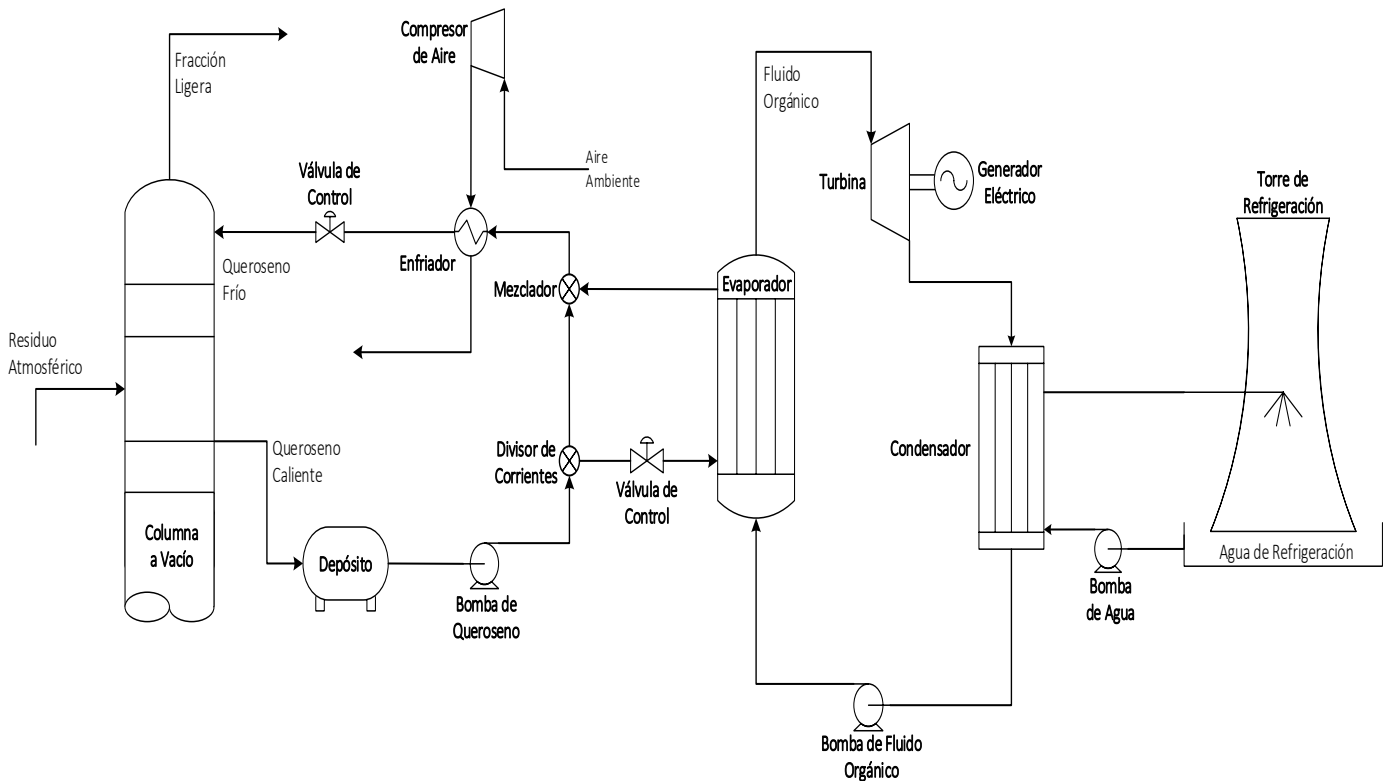 Fracción
Ligera
Compresor
de Aire
Aire
Ambiente
Válvula de
Control
Enfriador
Queroseno
Frío
Residuo
Atmosférico
Queroseno
Caliente
Columna
a Vacío
Depósito
Bomba de
Queroseno
Mezclador
Divisor de
Corrientes
Válvula de
Control
Evaporador
Fluido
Orgánico
Turbina
Generador
Eléctrico
Condensador
Torre de
Refrigeración
Agua de Refrigeración
Bomba
de Agua
Bomba de Fluido
Orgánico